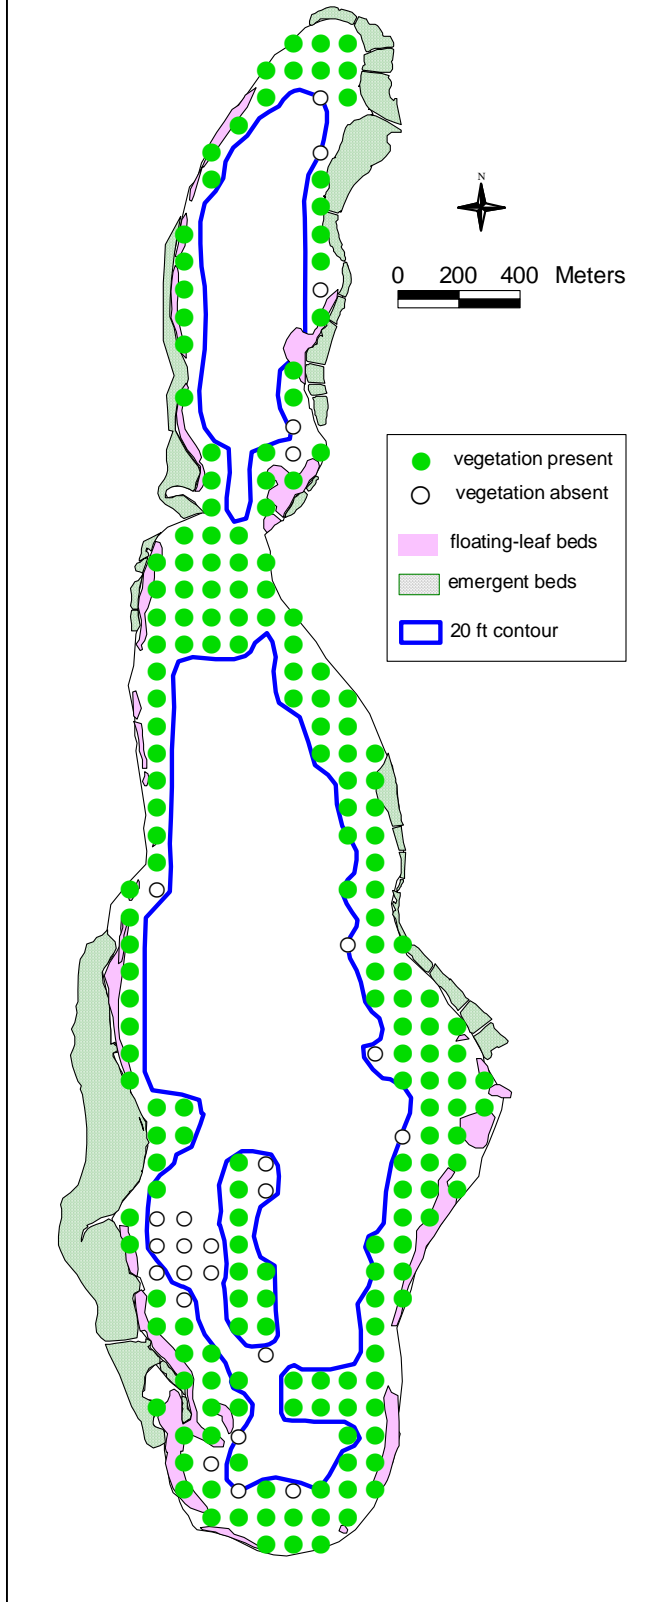 N
0 200 400 Meters
vegetation present
vegetation absent
floating-leaf beds
emergent beds
20 ft contour